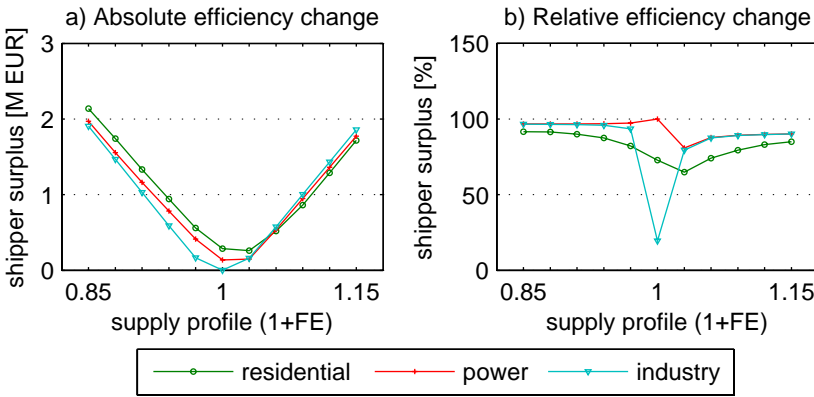 a) Absolute efficiency change
shipper surplus [M EUR]
3
2
1
0
0.85
1
1.15
supply profile (1+FE)
b) Relative efficiency change
shipper surplus [%]
150
100
50
0
0.85
1
1.15
supply profile (1+FE)
residential
power
industry